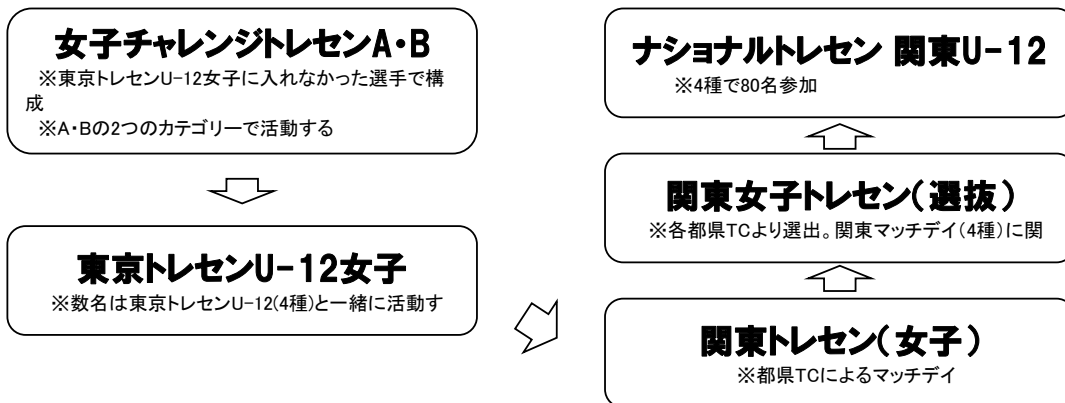 女子チャレンジトレセンA・B
※東京トレセンU-12女子に入れなかった選手で構
成
※A・Bの2つのカテゴリーで活動する
東京トレセンU-12女子
※数名は東京トレセンU-12(4種)と一緒に活動す
ナショナルトレセン 関東U-12
※4種で80名参加
関東女子トレセン(選抜)
※各都県TCより選出。関東マッチデイ(4種)に関
関東トレセン(女子)
※都県TCによるマッチデイ